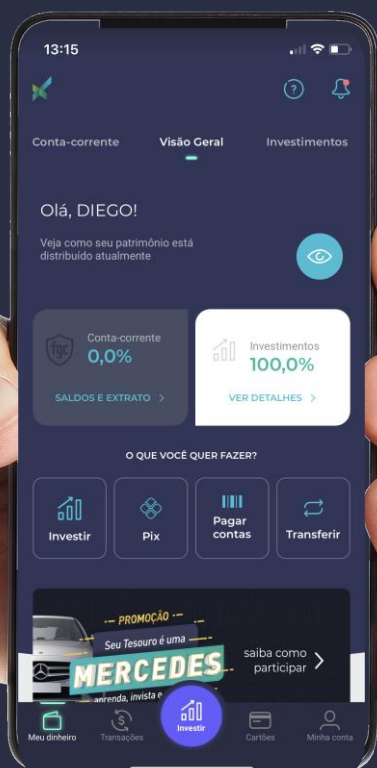 13:15
?
Conta-corrente
Visão Geral
Investimentos
Olá, DIEGO!
Veja como seu patrimônio está
distribuído atualmente
fgc
Conta-corrente
0,0%
SALDOS E EXTRATO >
Investimentos
100,0%
VER DETALHES >
O QUE VOCÊ QUER FAZER?
Investir
Pix
Pagar
contas
Transferir
PROMOÇÃO
Seu Tesouro é uma
MERCEDES
aprenda, invista e
saiba como
participar >
Meu dinheiro
Transações
Investir
Cartões
Minha conta